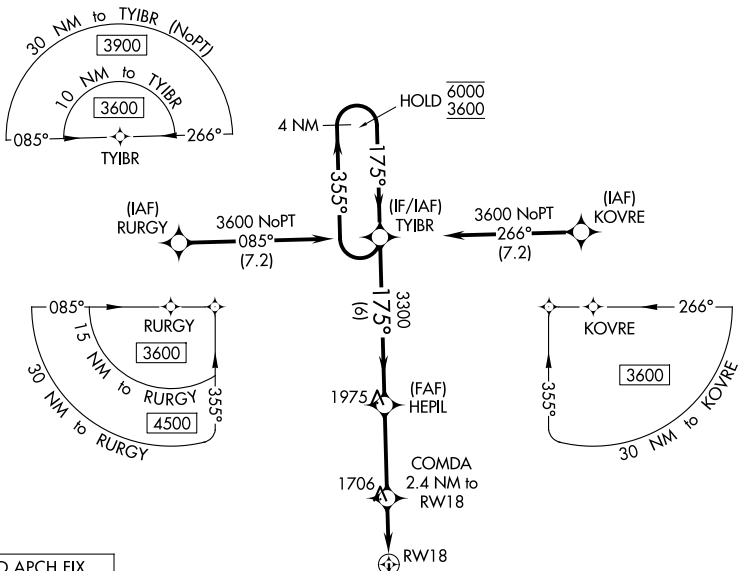 30 NM to TYIBR (NoPT)
3900
10 NM to TYIBR
3600
085°
266°
TYIBR
HOLD 6000
3600
4 NM
355°
175°
(IAF)
RURGY
3600 NoPT
085°
(7.2)
(IF/IAF)
TYIBR
3600 NoPT
266°
(7.2)
(IAF)
KOVRE
085°
RURGY
3600
15 NM to RURGY
4500
30 NM to RURGY
355°
3300
175°
(6)
266°
KOVRE
3600
355°
30 NM to KOVRE
1975
(FAF)
HEPIL
1706
COMDA
2.4 NM to
RW18
RW18
D APCH FIX